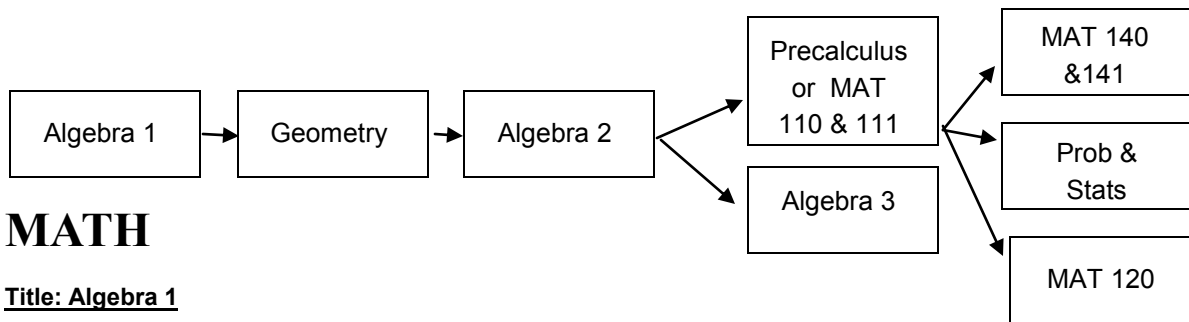 Algebra 1
Geometry
Algebra 2
Precalculus
or MAT
110 & 111
Algebra 3
MAT 140
&141
Prob &
Stats
MAT 120
MATH
Title: Algebra 1